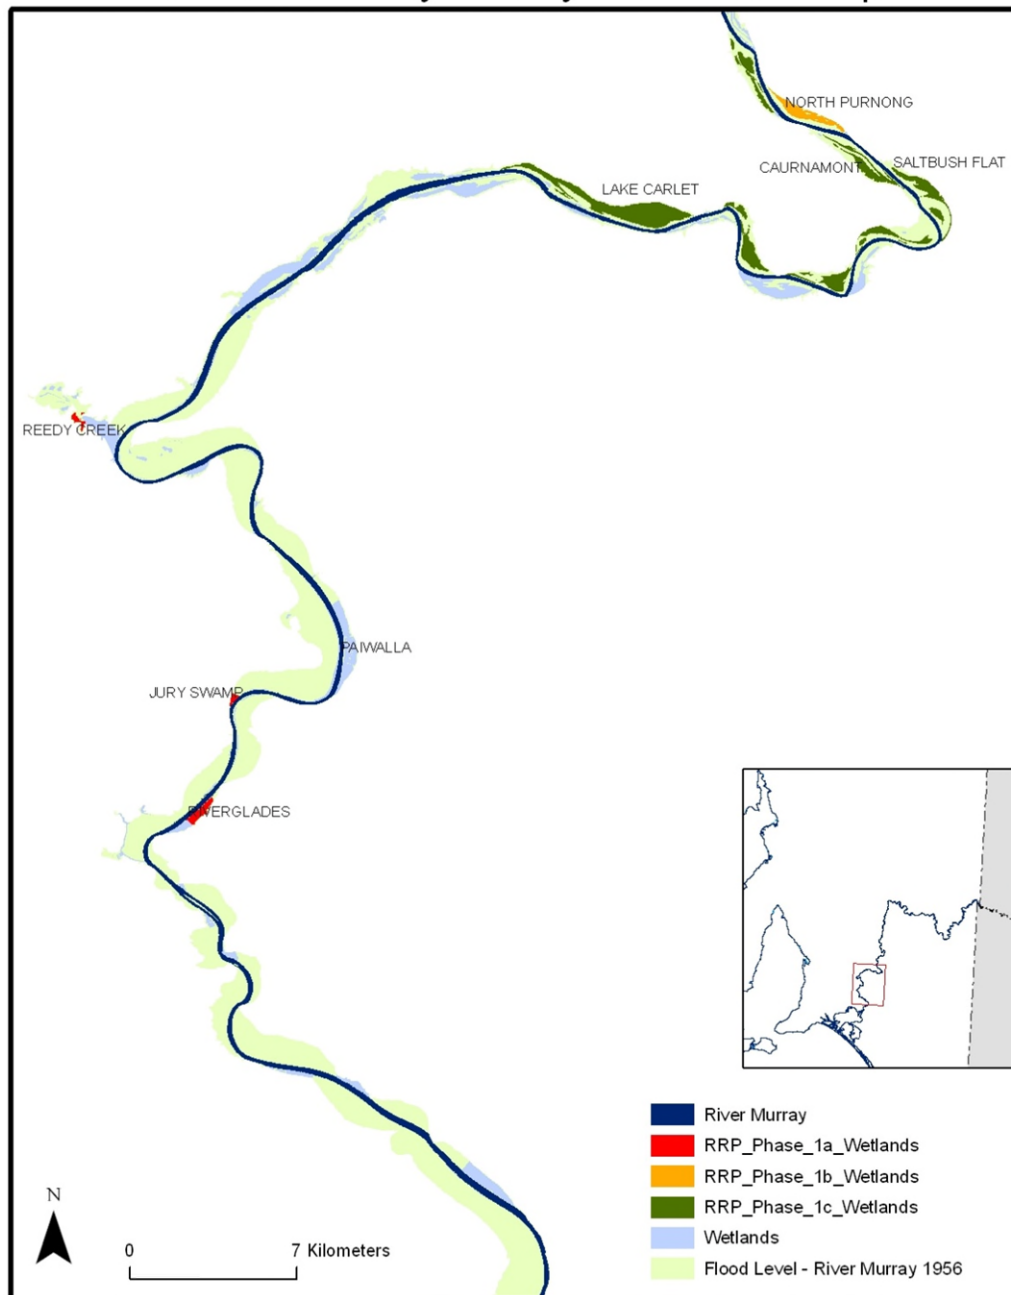 NORTH PURNONG
CAURNAMONT
SALTBUSH FLAT
LAKE CARLET
REEDY CREEK
PAIWALLA
JURY SWAMP
RIVERGLADES
River Murray
RRP_Phase_1a_Wetlands
RRP_Phase_1b_Wetlands
RRP_Phase_1c_Wetlands
Wetlands
Flood Level - River Murray 1956
N
0 7 Kilometers